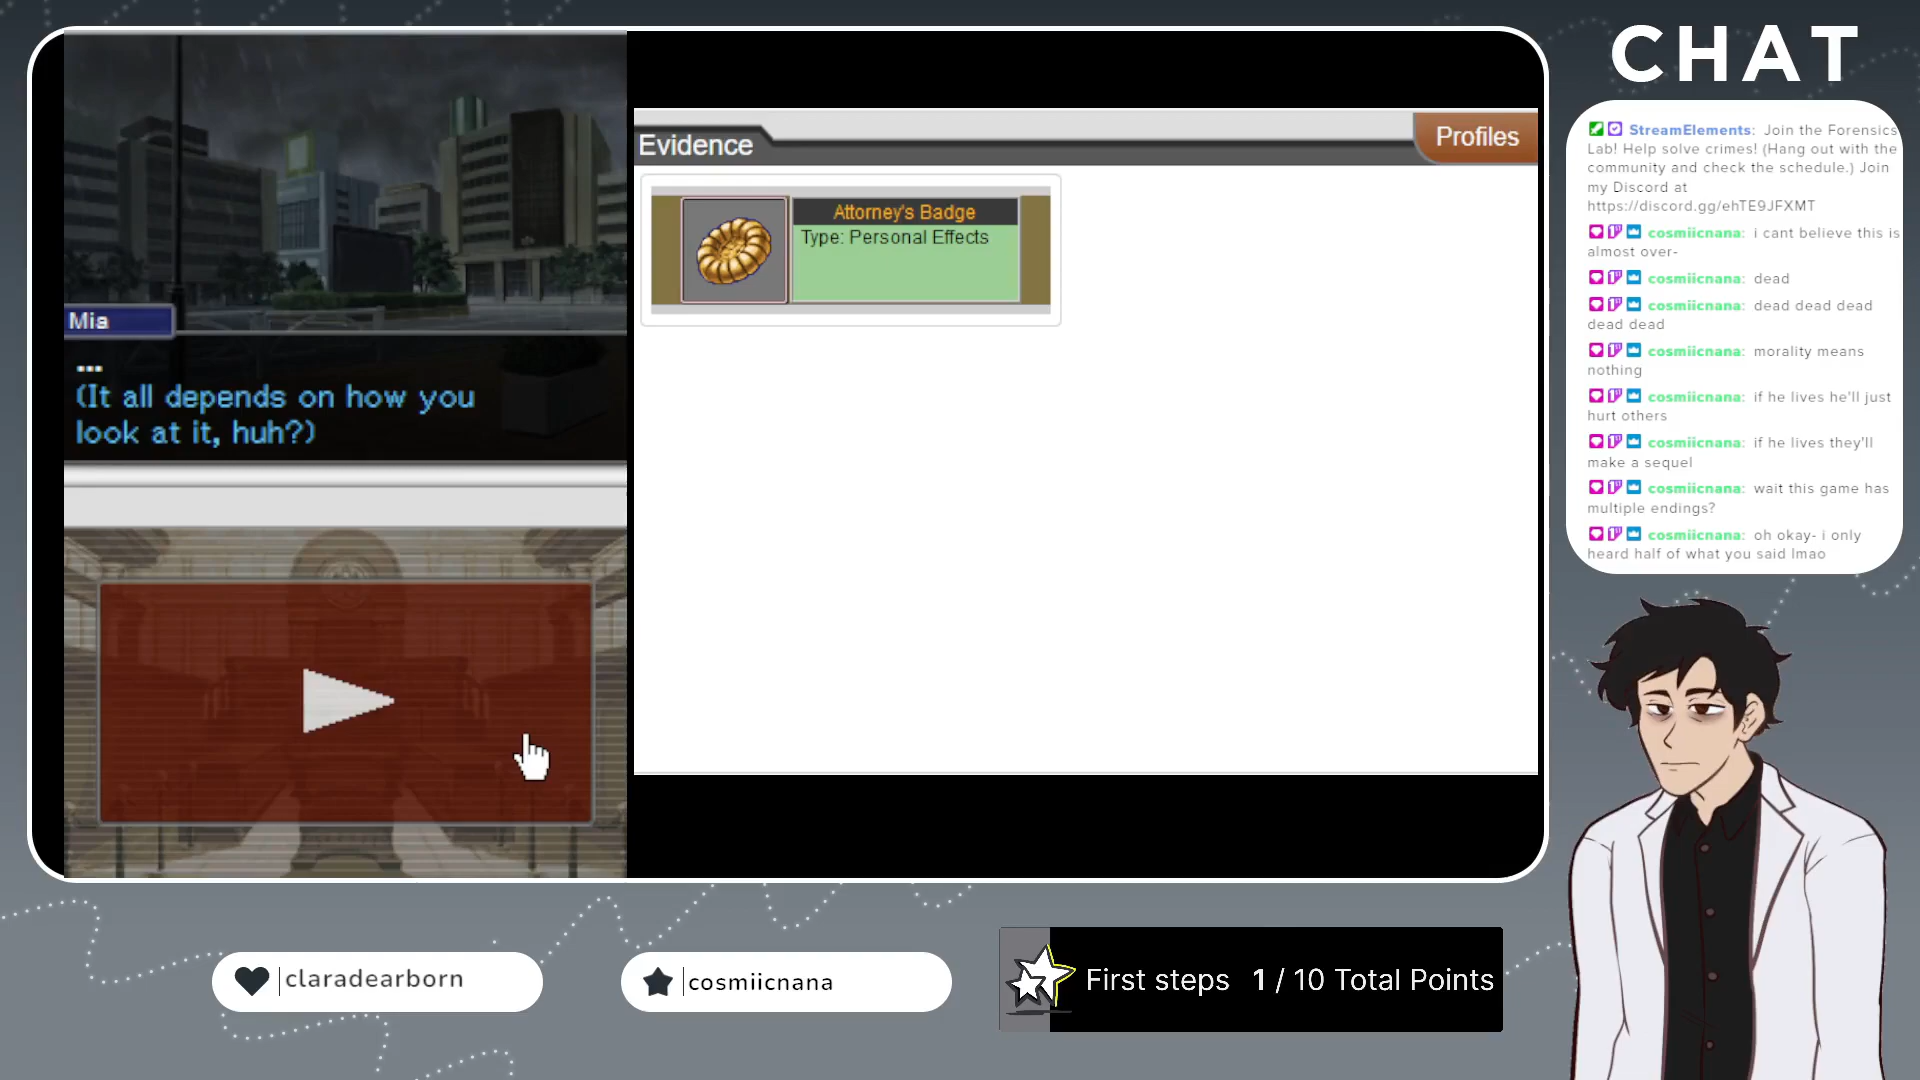 CHAT
StreamElements: Join the Forensics
Lab! Help solve crimes! (Hang out with the
community and check the schedule.) Join
my Discord at
https://discord.gg/ehTE9JFXMT
cosmiicnana: i cant believe this is
almost over-
cosmiicnana: dead
cosmiicnana: dead dead dead
dead dead
cosmiicnana: morality means
nothing
cosmiicnana: if he lives he'll just
hurt others
cosmiicnana: if he lives they'll
make a sequel
cosmiicnana: wait this game has
multiple endings?
cosmiicnana: oh okay- i only
heard half of what you said lmao
Evidence
Profiles
Attorney's Badge
Type: Personal Effects
Mia
...
(It all depends on how you
look at it, huh?)
claradearborn
cosmiicnana
First steps 1 / 10 Total Points